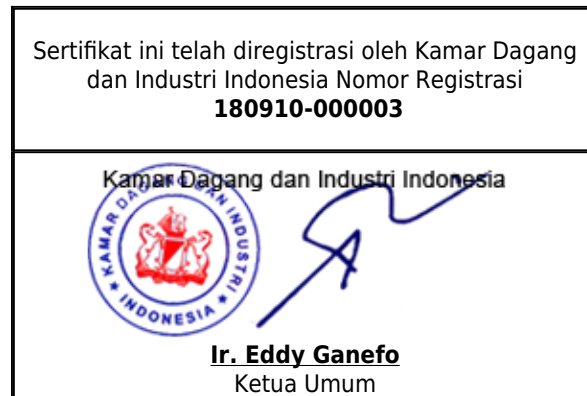 Sertifikat ini telah diregistrasi oleh Kamar Dagang
dan Industri Indonesia Nomor Registrasi
180910-000003
Kamar Dagang dan Industri Indonesia
KAMAR DAGANG DAN INDUSTRI
* INDONESIA *
Ir. Eddy Ganefo
Ketua Umum